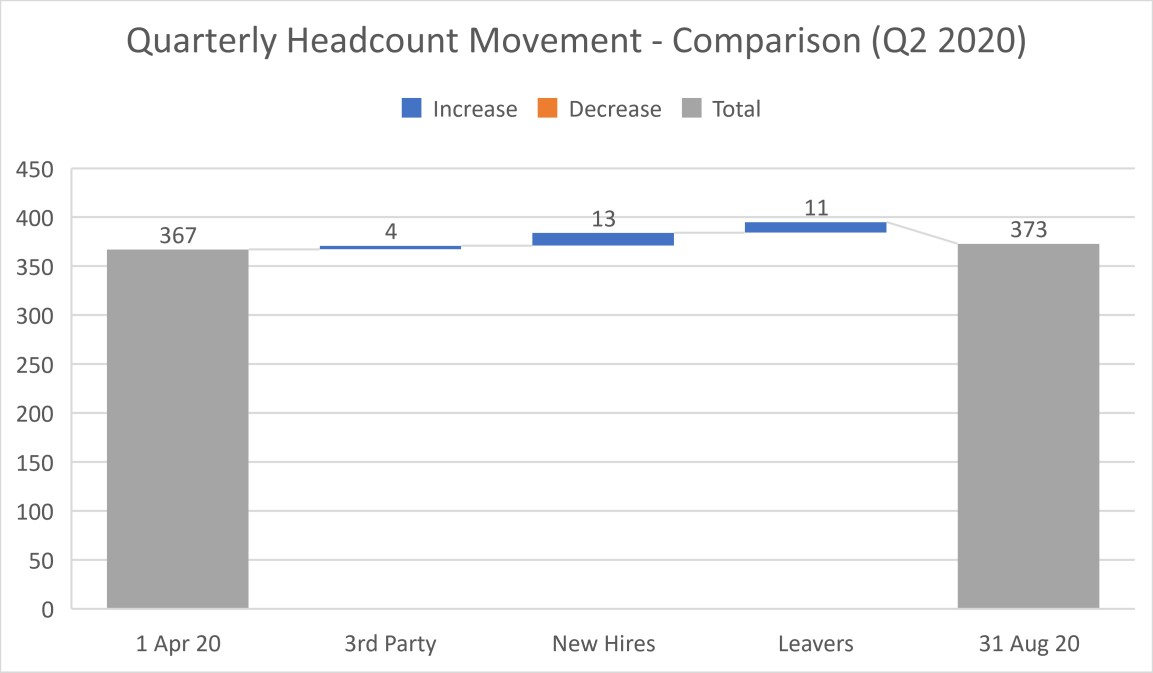 Quarterly Headcount Movement - Comparison (Q2 2020)
Increase Decrease Total
450
400
350
300
250
200
150
100
50
0
367
4
13
11
373
1 Apr 20
3rd Party
New Hires
Leavers
31 Aug 20